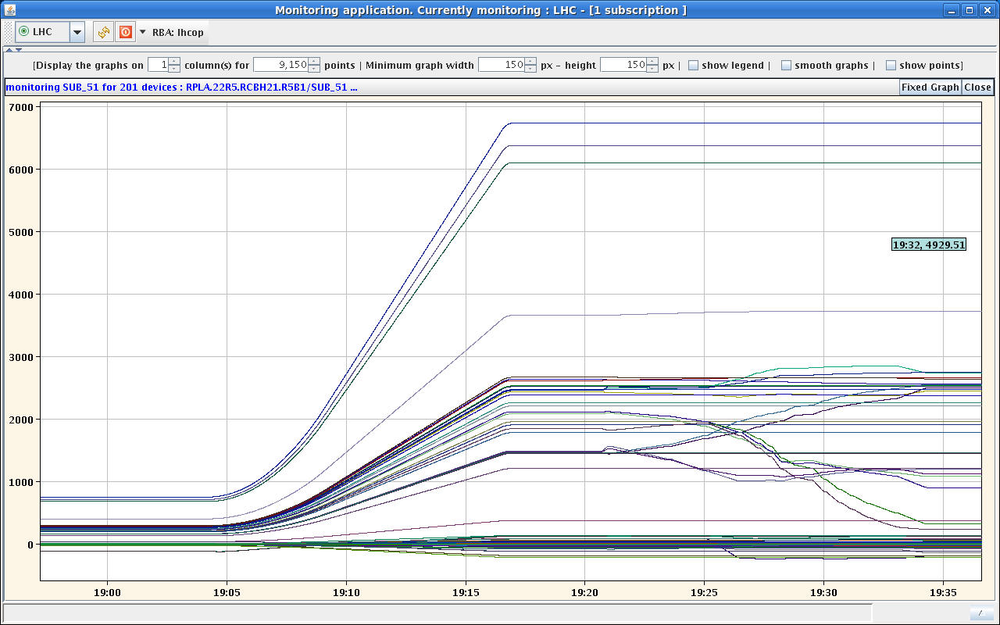 Monitoring application. Currently monitoring : LHC - [1 subscription ]
LHC RBA: lhcop
[Display the graphs on 1 column(s) for 9,150 points | Minimum graph width 150 px - height 150 px | show legend | smooth graphs | show points]
monitoring SUB_51 for 201 devices : RPLA.22R5.RCBH21.R5B1/SUB_51 ... Fixed Graph Close
7000
6000
5000
19:32, 4929.51
4000
3000
2000
1000
0
19:00 19:05 19:10 19:15 19:20 19:25 19:30 19:35